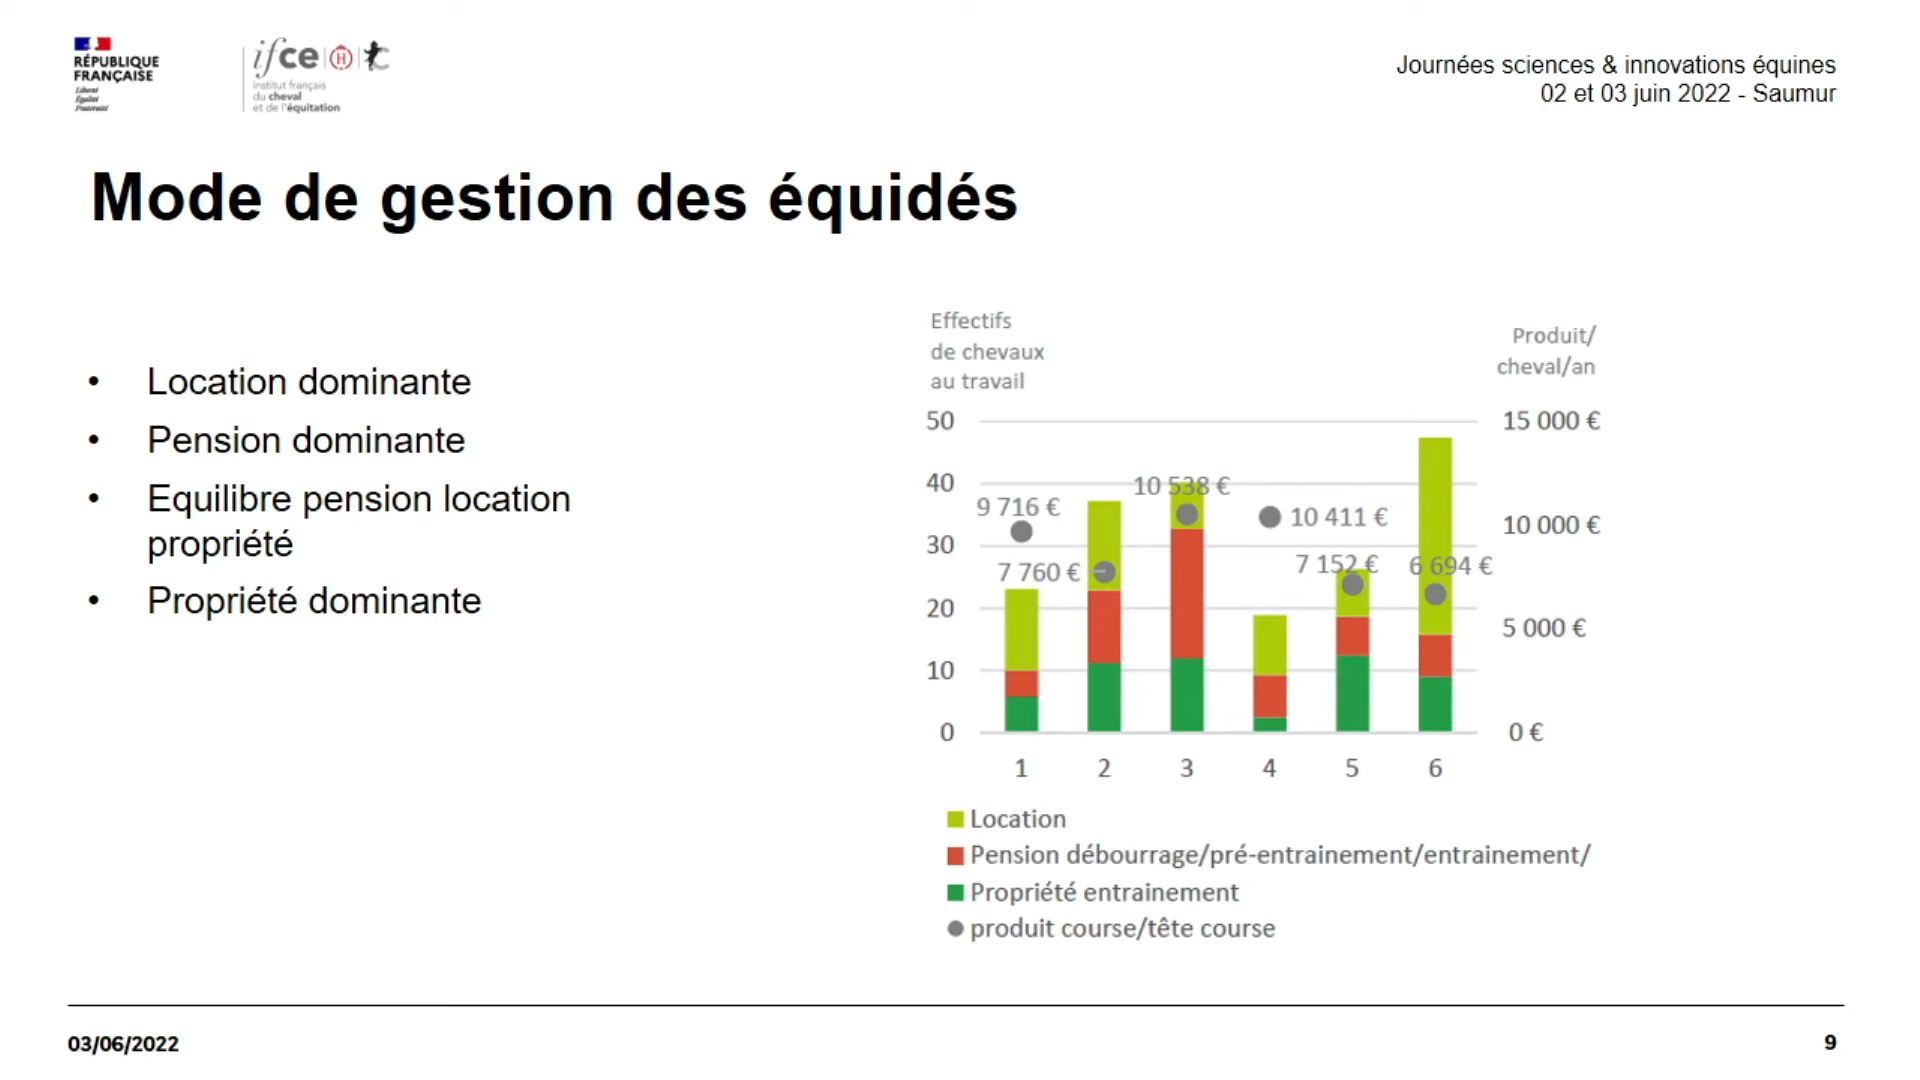 RÉPUBLIQUE
FRANÇAISE
Liberté
Égalité
Fraternité
ifce
institut français
du cheval
et de l'équitation
Journées sciences & innovations équines
02 et 03 juin 2022 - Saumur
Mode de gestion des équidés
• Location dominante
• Pension dominante
• Equilibre pension location
propriété
• Propriété dominante
Effectifs
de chevaux
au travail
Produit/
cheval/an
50
40
30
20
10
0
15 000 €
10 000 €
5 000 €
0 €
9 716 €
7 760 €
10 538 €
10 411 €
7 152 €
6 694 €
1 2 3 4 5 6
Location
Pension débourrage/pré-entrainement/entrainement/
Propriété entrainement
produit course/tête course
03/06/2022
9